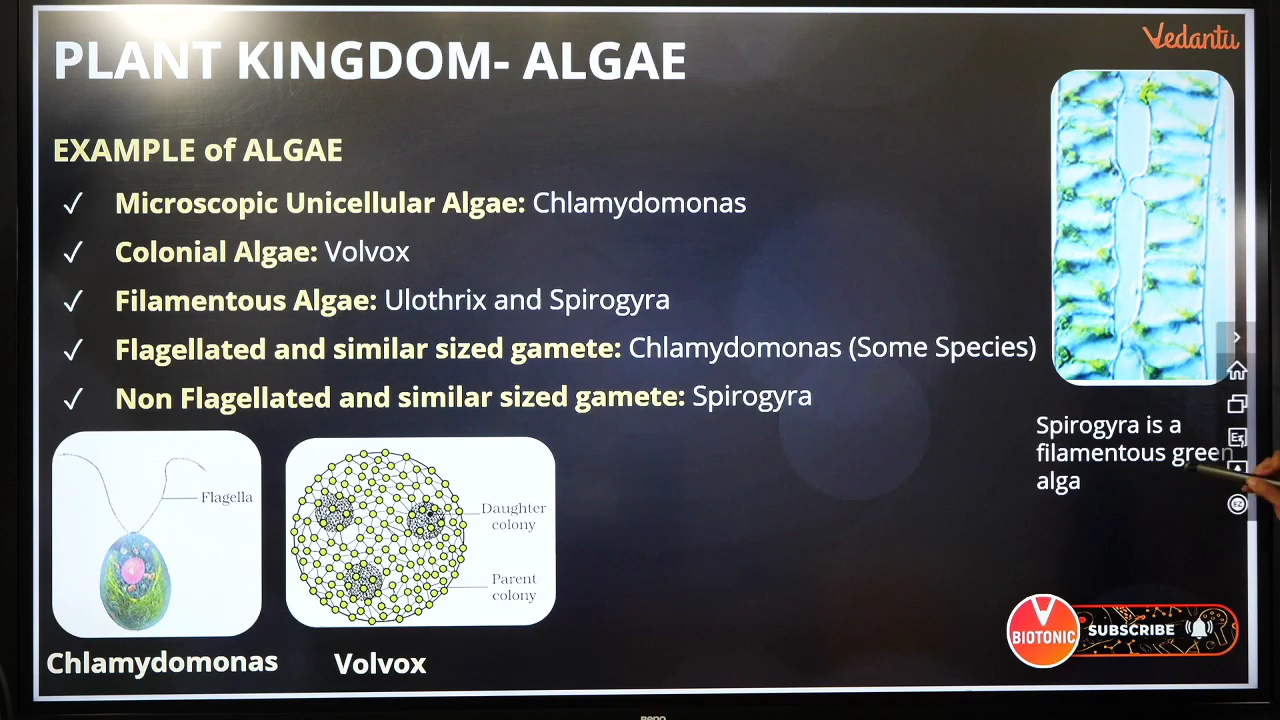 Vedantu
PLANT KINGDOM- ALGAE
EXAMPLE of ALGAE
✓ Microscopic Unicellular Algae: Chlamydomonas
✓ Colonial Algae: Volvox
✓ Filamentous Algae: Ulothrix and Spirogyra
✓ Flagellated and similar sized gamete: Chlamydomonas (Some Species)
✓ Non Flagellated and similar sized gamete: Spirogyra
Spirogyra is a
filamentous green
alga
Flagella
Daughter
colony
Parent
colony
Chlamydomonas
Volvox
BIOTONIC
SUBSCRIBE